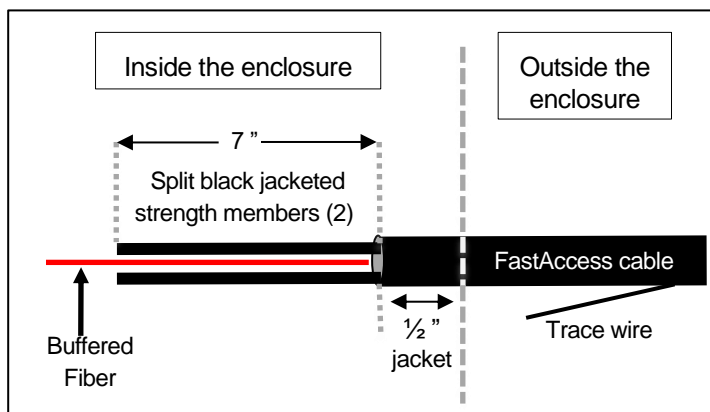 Inside the enclosure
Outside the
enclosure
7 ”
Split black jacketed
strength members (2)
FastAccess cable
½ ”
jacket
Trace wire
Buffered
Fiber